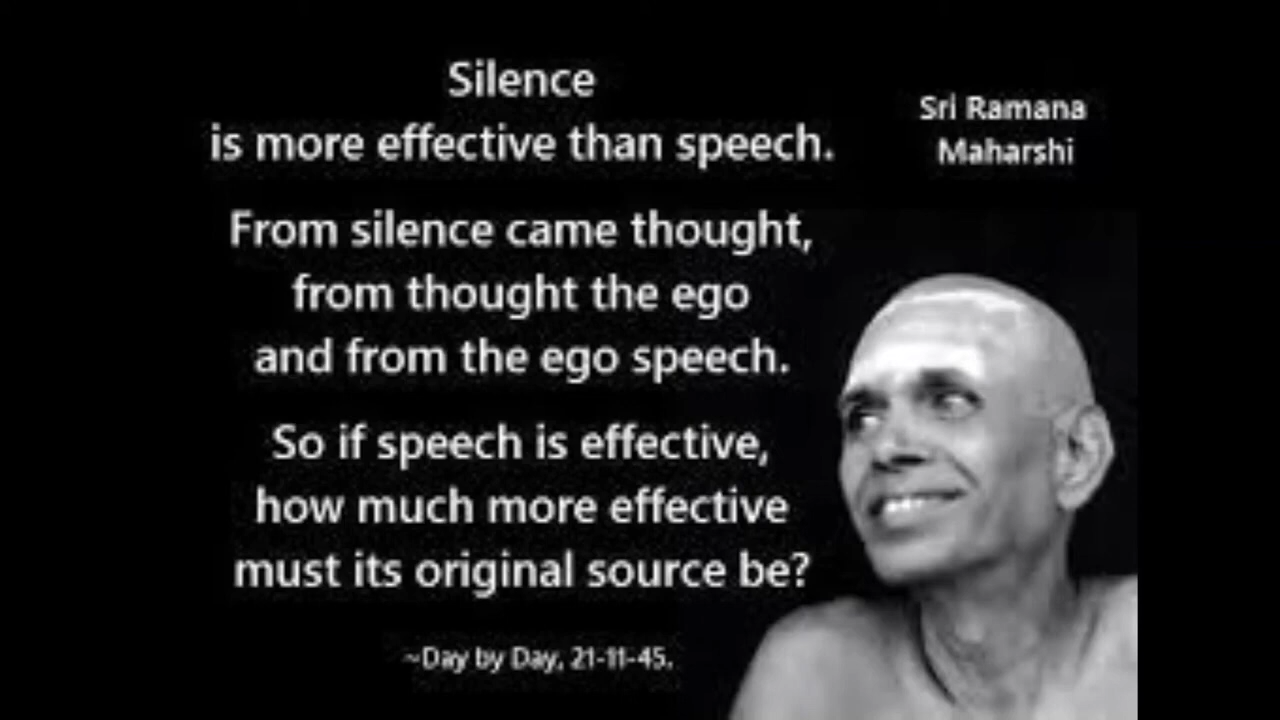 Silence
is more effective than speech.
Sri Ramana
Maharshi
From silence came thought,
from thought the ego
and from the ego speech.
So if speech is effective,
how much more effective
must its original source be?
~Day by Day, 21-11-45.